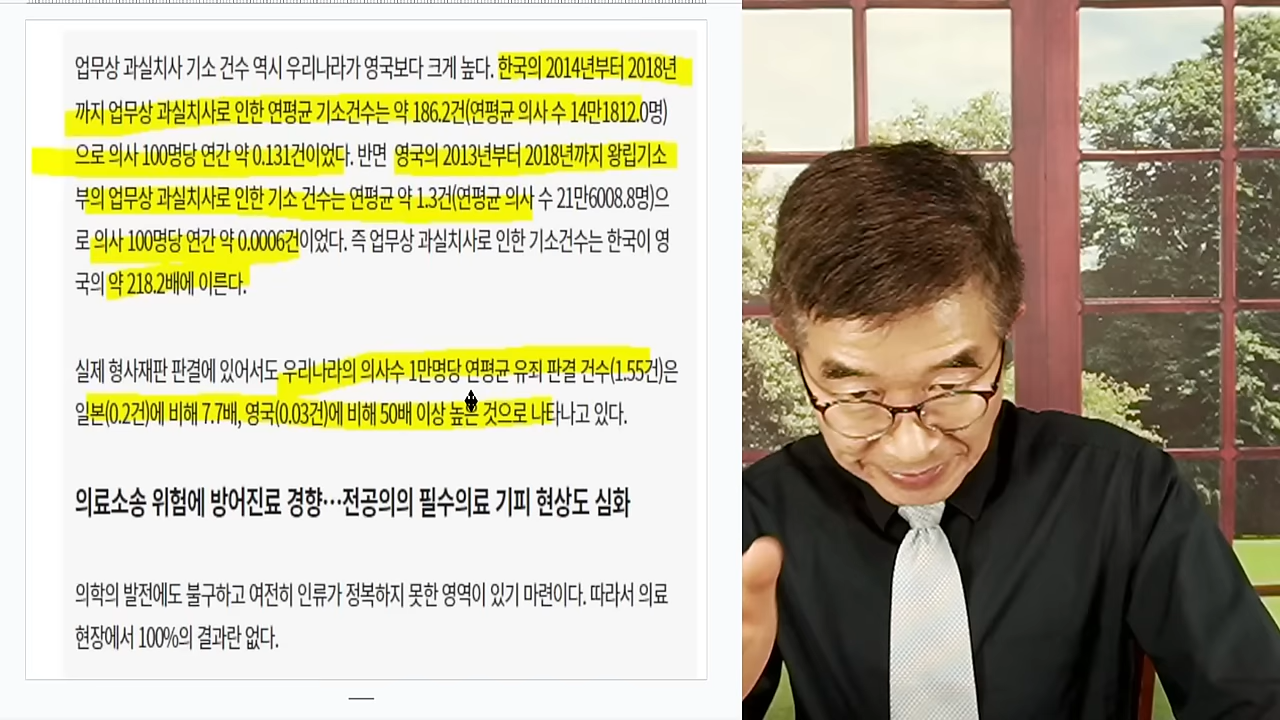 업무상 과실치사 기소 건수 역시 우리나라가 영국보다 크게 높다. 한국의 2014년부터 2018년
까지 업무상 과실치사로 인한 연평균 기소건수는 약 186.2건(연평균 의사 수 14만1812.0명)
으로 의사 100명당 연간 약 0.131건이었다. 반면 영국의 2013년부터 2018년까지 왕립기소
부의 업무상 과실치사로 인한 기소 건수는 연평균 약 1.3건(연평균 의사 수 21만6008.8명)으
로 의사 100명당 연간 약 0.0006건이었다. 즉 업무상 과실치사로 인한 기소건수는 한국이 영
국의 약 218.2배에 이른다.
실제 형사재판 판결에 있어서도 우리나라의 의사수 1만명당 연평균 유죄 판결 건수(1.55건)은
일본(0.2건)에 비해 7.7배, 영국(0.03건)에 비해 50배 이상 높은 것으로 나타나고 있다.
의료소송 위험에 방어진료 경향…전공의의 필수의료 기피 현상도 심화
의학의 발전에도 불구하고 여전히 인류가 정복하지 못한 영역이 있기 마련이다. 따라서 의료
현장에서 100%의 결과란 없다.